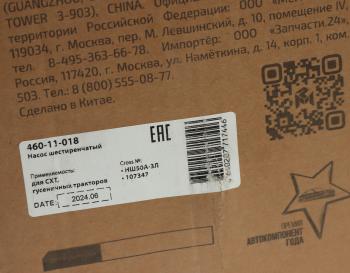 (GUANGZHOU
TOWER 3-903), CHINA.
территории Российской Федерации: ООО
119034, г. Москва, пер. М. Левшинский, д. 10, помещение IV,
тел. 8-495-363-66-78. Импортёр: ООО «Запчасти.24».
Россия, 117420, г. Москва, ул. Намёткина, д. 14, корп. 1, ком.
503. Тел.: 8 (800) 555-08-77.
Сделано в Китае.
460-11-018
Насос шестеренчатый
EAC
Применяемость:
для СХТ,
гусеничных тракторов
Cross №:
• НШ50А-3Л
• 107347
DATE: 2024.06
ПРЕМИЯ
АВТОКОМПОНЕНТ
ГОДА